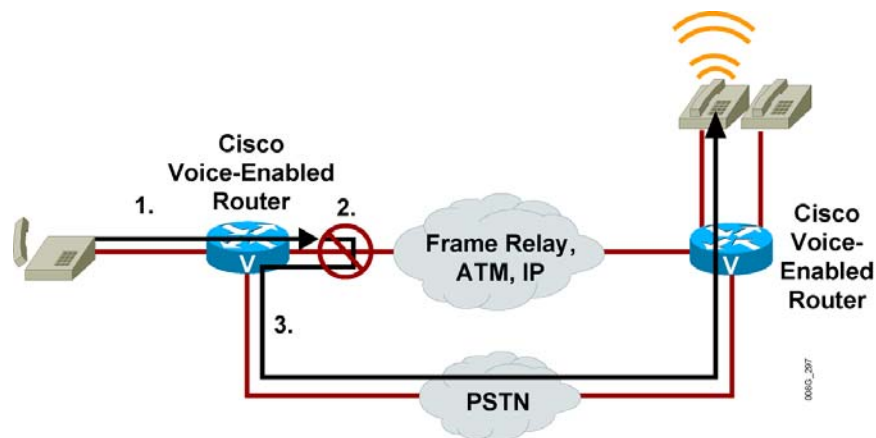 Cisco
Voice-Enabled
Router
1.
2.
V
Frame Relay,
ATM, IP
V
Cisco
Voice-
Enabled
Router
3.
PSTN
006G_297